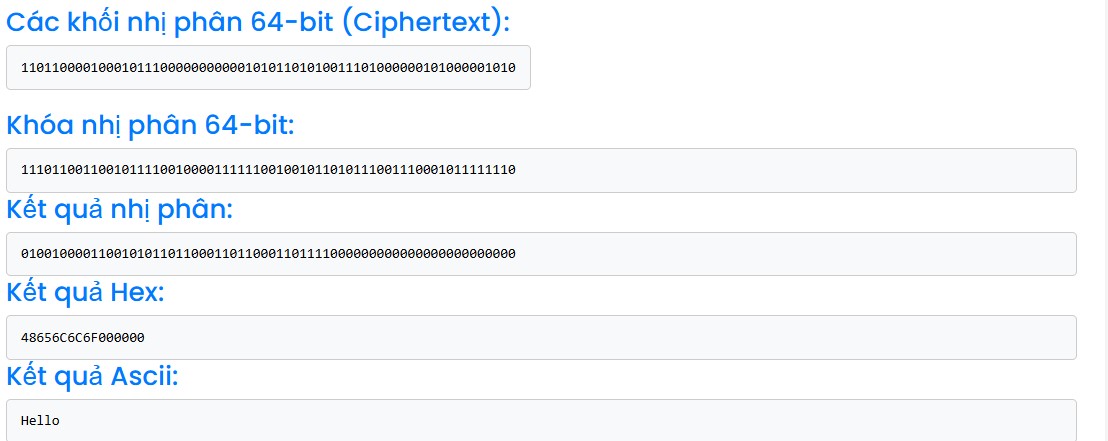 Các khối nhị phân 64-bit (Ciphertext):
1101100001000101110000000000010101101010011101000000101000001010
Khóa nhị phân 64-bit:
1110110011001011110010000111111001001011010111001110001011111110
Kết quả nhị phân:
0100100001100101011011000110110001101111000000000000000000000000
Kết quả Hex:
48656C6C6F000000
Kết quả Ascii:
Hello